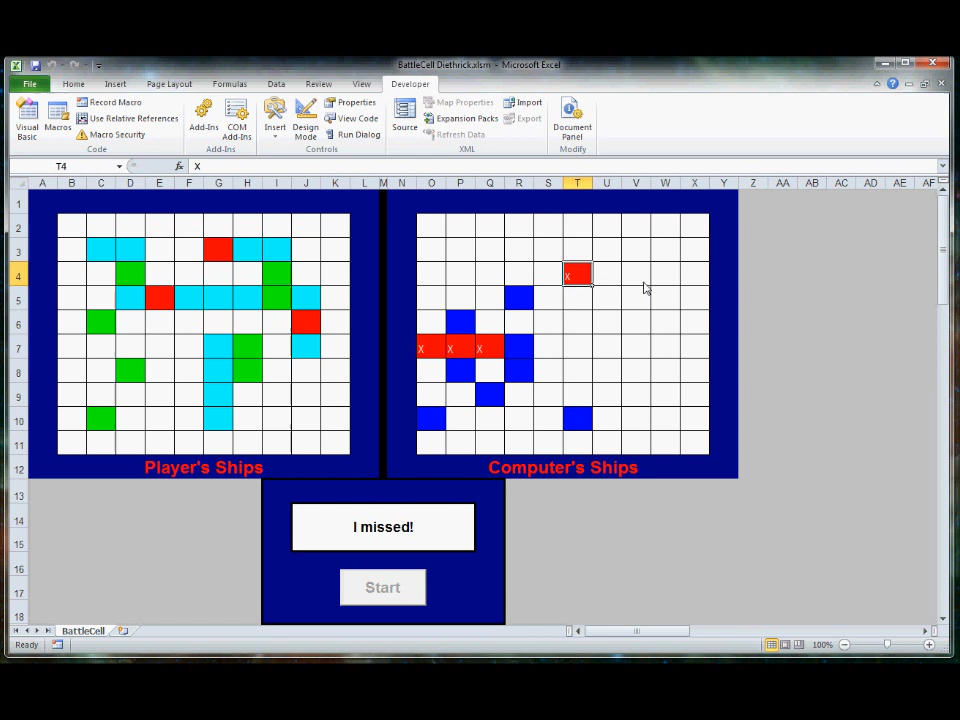 BattleCell Diethrick.xlsm - Microsoft Excel
File Home Insert Page Layout Formulas Data Review View Developer
Visual Basic
Macros
Record Macro
Use Relative References
Macro Security
Code
Add-Ins
COM Add-Ins
Add-Ins
Insert
Design Mode
Properties
View Code
Run Dialog
Controls
Source
Map Properties
Expansion Packs
Refresh Data
Import
Export
XML
Document Panel
Modify
T4 fx X
A B C D E F G H I J K L M N O P Q R S T U V W X Y Z AA AB AC AD AE AF
1
2
3
4 X
5
6
7 X X X
8
9
10
11
12 Player's Ships Computer's Ships
13
14 I missed!
15
16
17 Start
18
BattleCell
Ready 100%